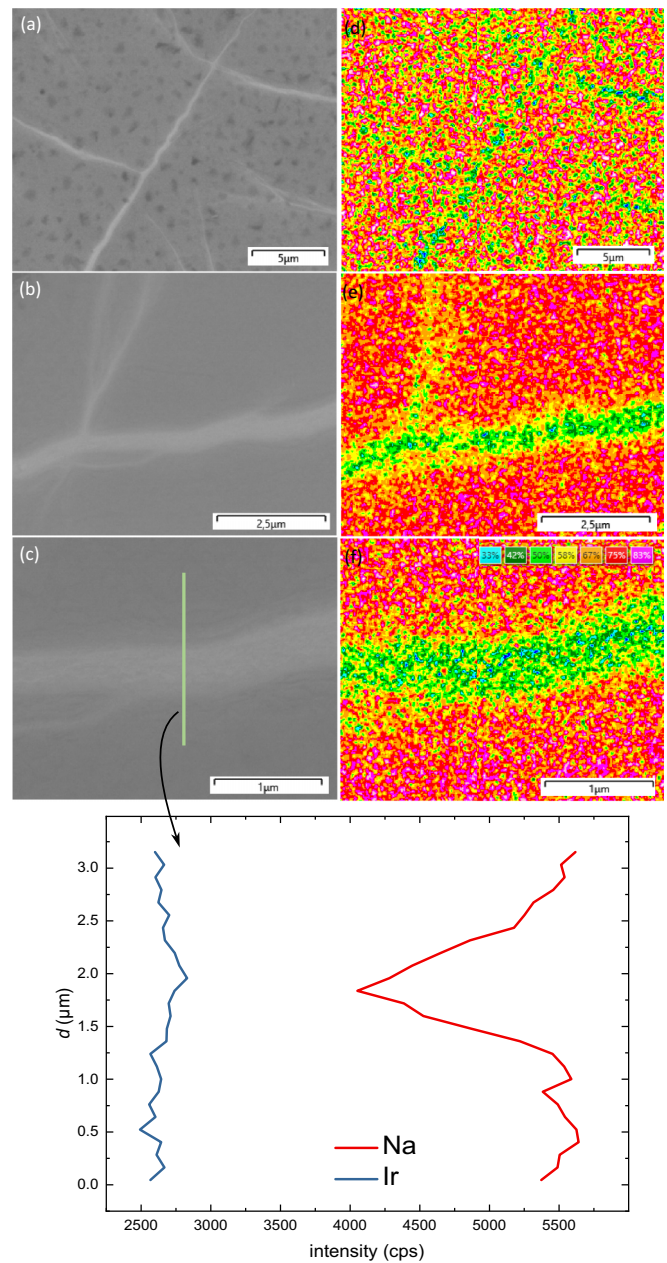 (a)
(d)
5µm
5µm
(b)
(e)
2,5µm
2,5µm
(c)
(f)
33% 42% 50% 58% 67% 75% 83%
1µm
1µm
3.0
2.5
2.0
1.5
1.0
0.5
0.0
d (µm)
Na
Ir
2500 3000 4000 4500 5000 5500
intensity (cps)